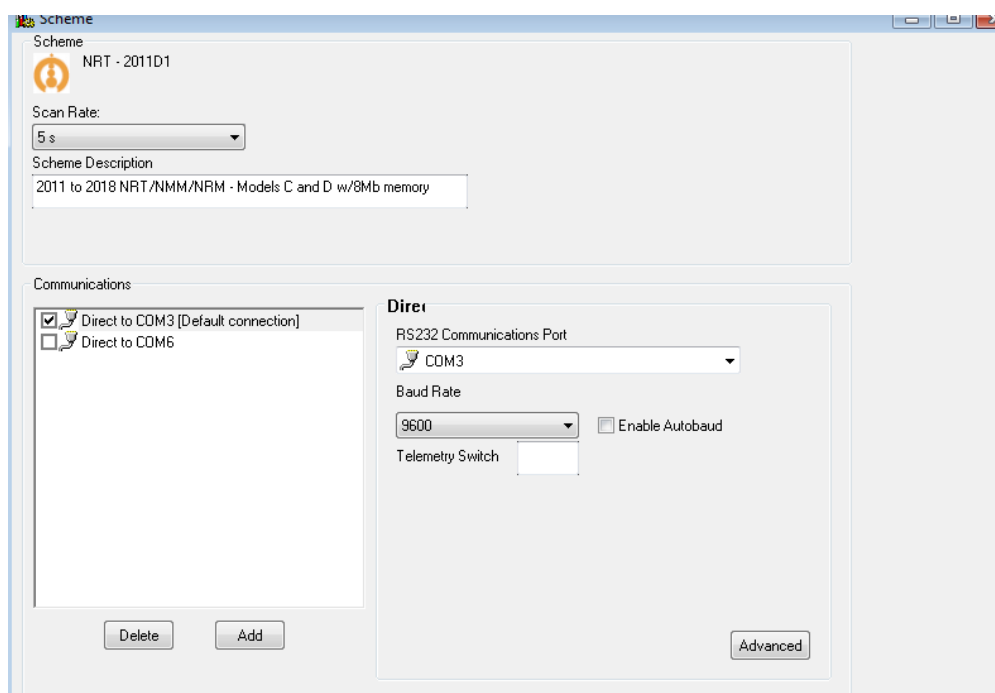 Scheme
Scheme
NRT - 2011D1
Scan Rate:
5 s
Scheme Description
2011 to 2018 NRT/NMM/NRM - Models C and D w/8Mb memory
Communications
Direct to COM3 [Default connection]
Direct to COM6
Direc
RS232 Communications Port
COM3
Baud Rate
9600
Enable Autobaud
Telemetry Switch
Delete
Add
Advanced